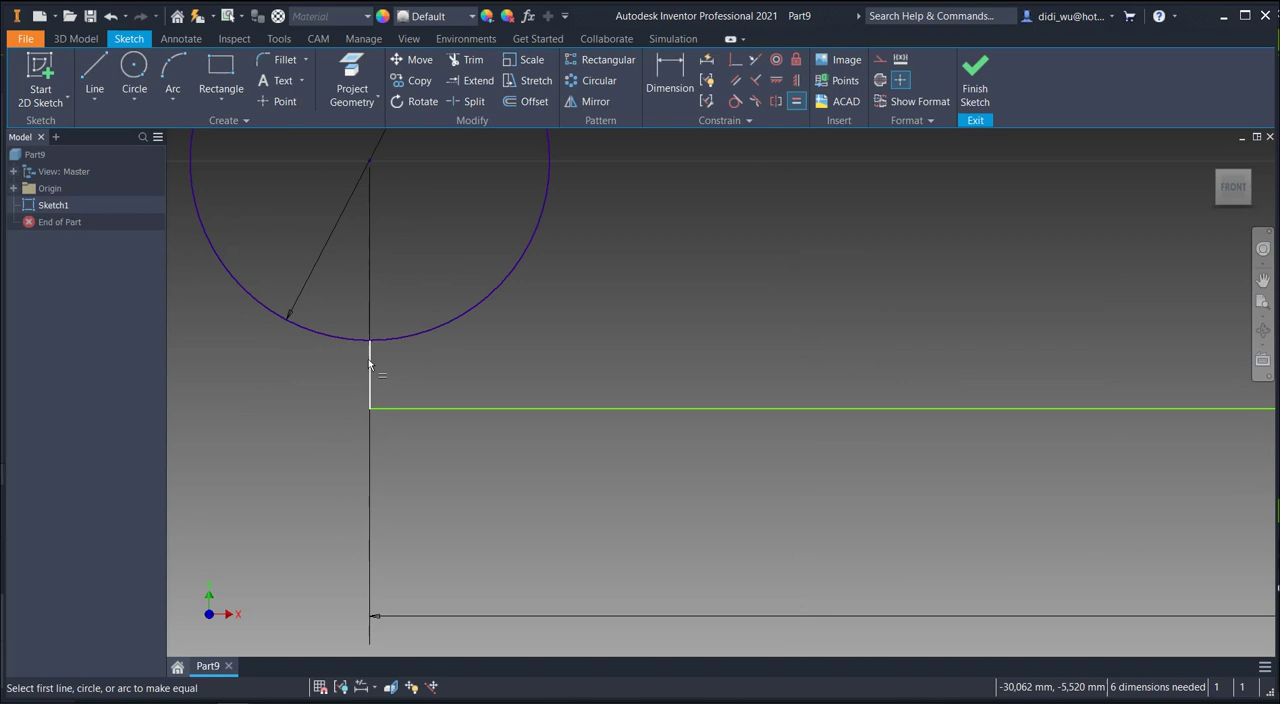 Material
Default
Autodesk Inventor Professional 2021 Part9
Search Help & Commands...
didi_wu@hot...
File 3D Model Sketch Annotate Inspect Tools CAM Manage View Environments Get Started Collaborate Simulation
Start
2D Sketch
Line
Circle
Arc
Rectangle
Fillet
Text
Point
Project
Geometry
Move
Copy
Rotate
Trim
Extend
Split
Scale
Stretch
Offset
Rectangular
Circular
Mirror
Dimension
Image
Points
ACAD
Show Format
Finish
Sketch
Sketch Create Modify Pattern Constrain Insert Format Exit
Model
Part9
View: Master
Origin
Sketch1
End of Part
FRONT
Y
X
Part9
Select first line, circle, or arc to make equal
-30,062 mm, -5,520 mm 6 dimensions needed 1 1